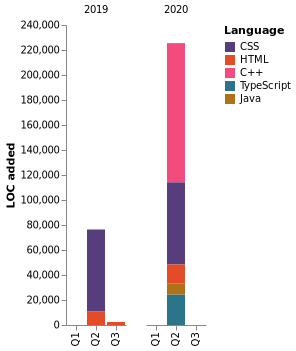 2019 2020
Language
CSS
HTML
C++
TypeScript
Java
LOC added
240,000
220,000
200,000
180,000
160,000
140,000
120,000
100,000
80,000
60,000
40,000
20,000
0
Q1 Q2 Q3 Q1 Q2 Q3